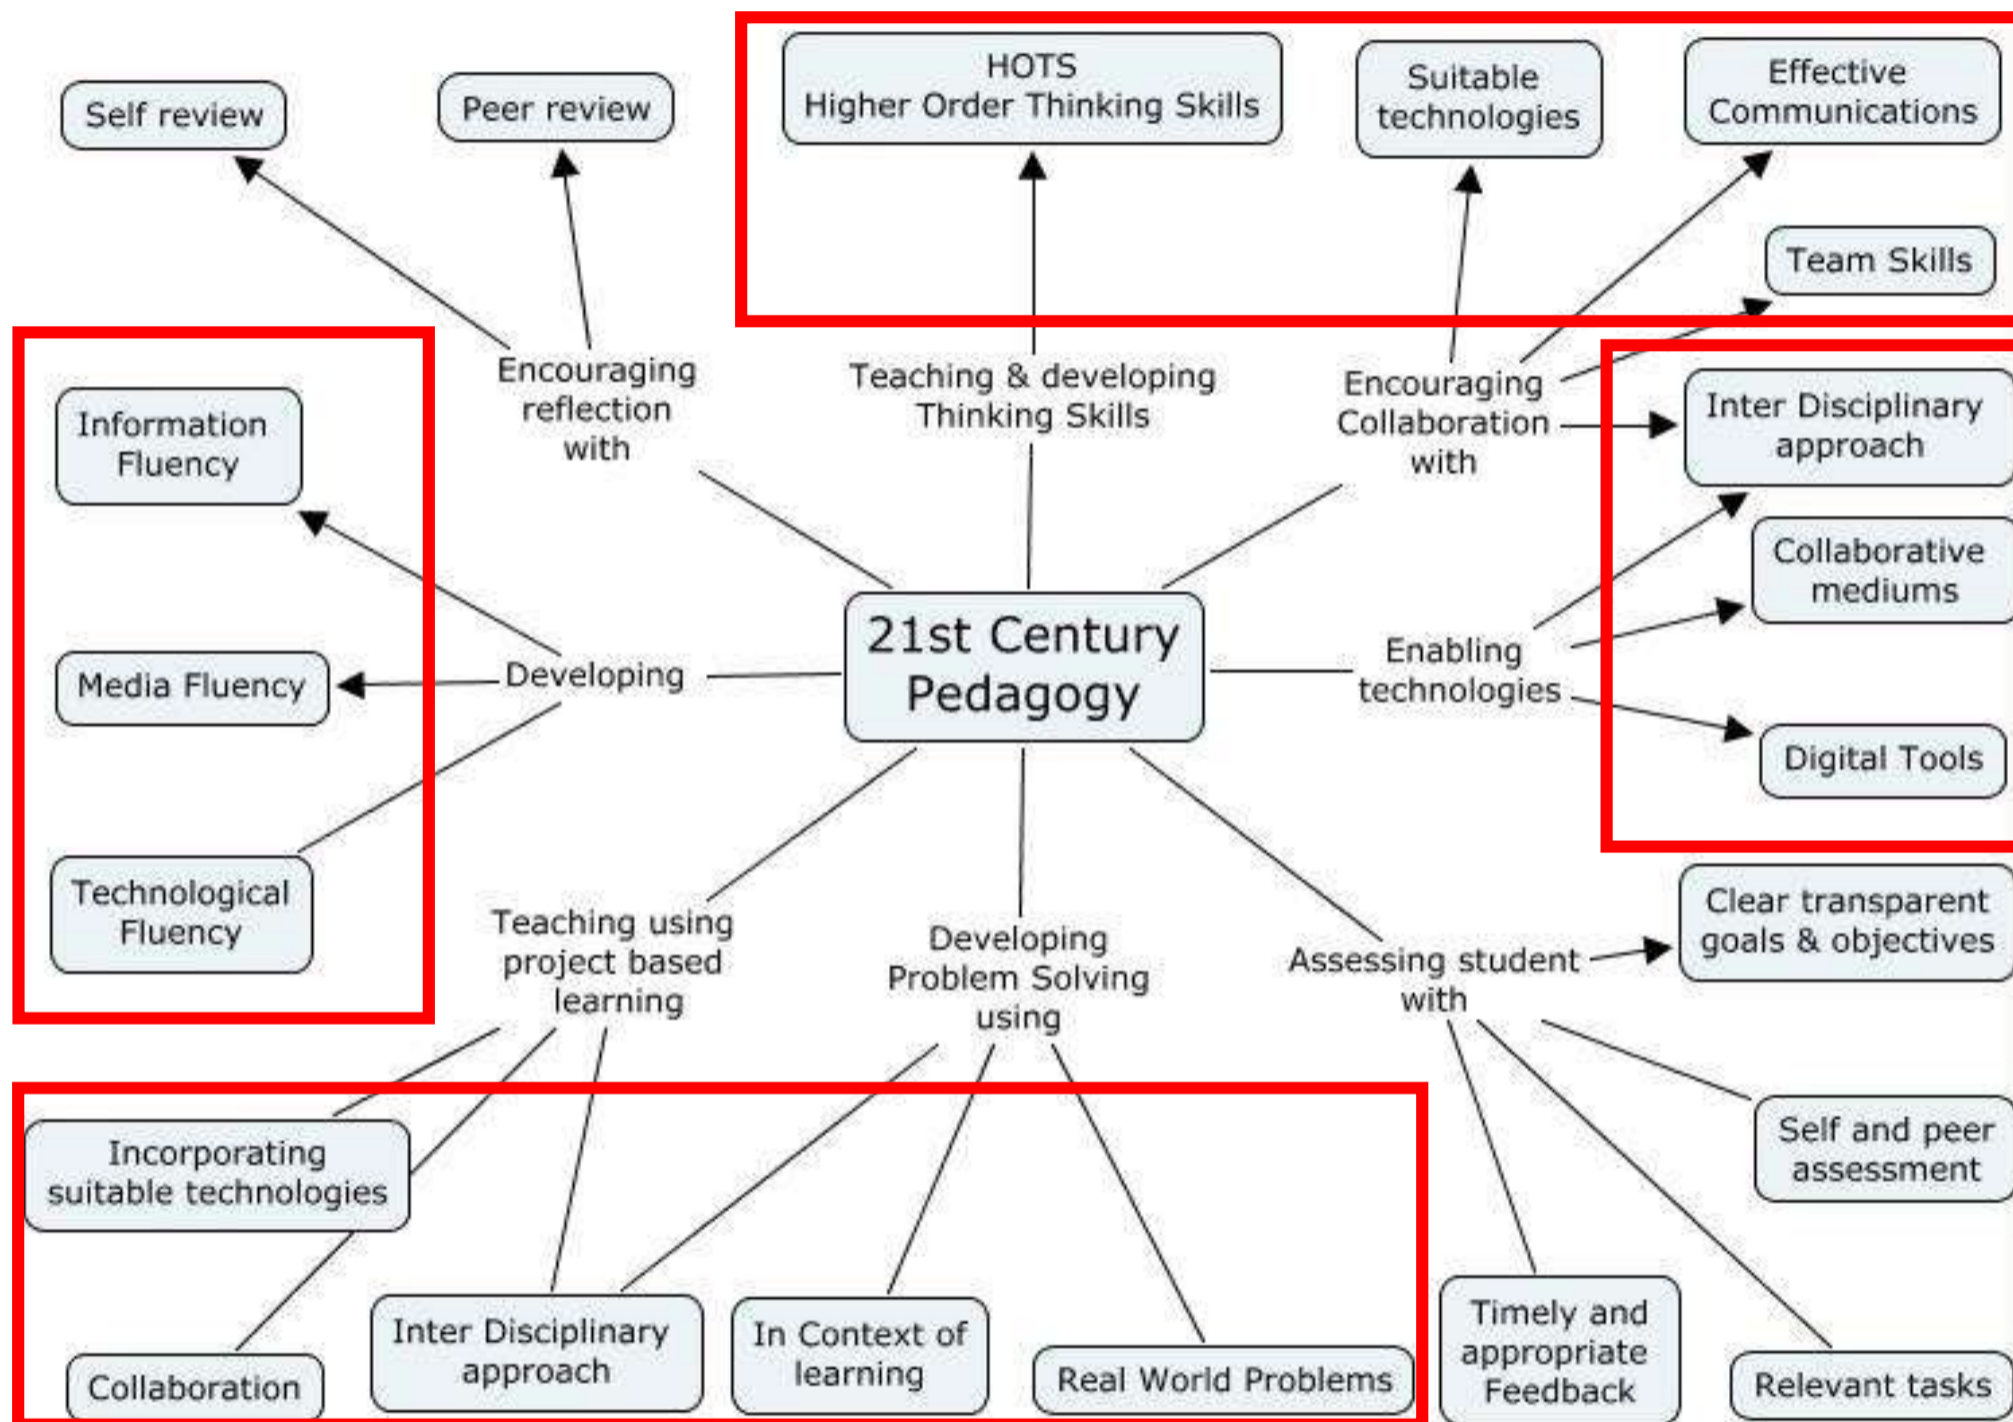 HOTS
Higher Order Thinking Skills
Suitable
technologies
Effective
Communications
Self review
Peer review
Team Skills
Encouraging
reflection
with
Teaching & developing
Thinking Skills
Encouraging
Collaboration
with
Inter Disciplinary
approach
Information
Fluency
Collaborative
mediums
21st Century
Pedagogy
Enabling
technologies
Developing
Media Fluency
Digital Tools
Technological
Fluency
Teaching using
project based
learning
Developing
Problem Solving
using
Assessing student
with
Clear transparent
goals & objectives
Incorporating
suitable technologies
Self and peer
assessment
Collaboration
Inter Disciplinary
approach
In Context of
learning
Real World Problems
Timely and
appropriate
Feedback
Relevant tasks